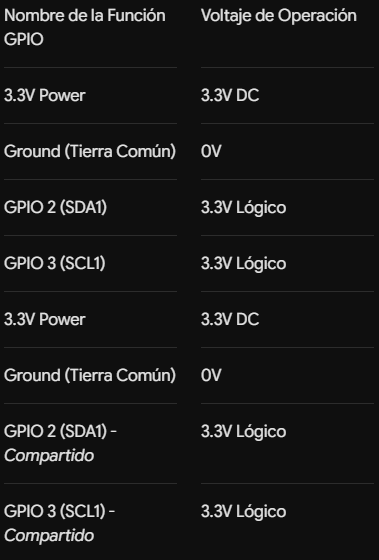 Nombre de la Función Voltaje de Operación
GPIO
3.3V Power 3.3V DC
Ground (Tierra Común) 0V
GPIO 2 (SDA1) 3.3V Lógico
GPIO 3 (SCL1) 3.3V Lógico
3.3V Power 3.3V DC
Ground (Tierra Común) 0V
GPIO 2 (SDA1) - 3.3V Lógico
Compartido
GPIO 3 (SCL1) - 3.3V Lógico
Compartido